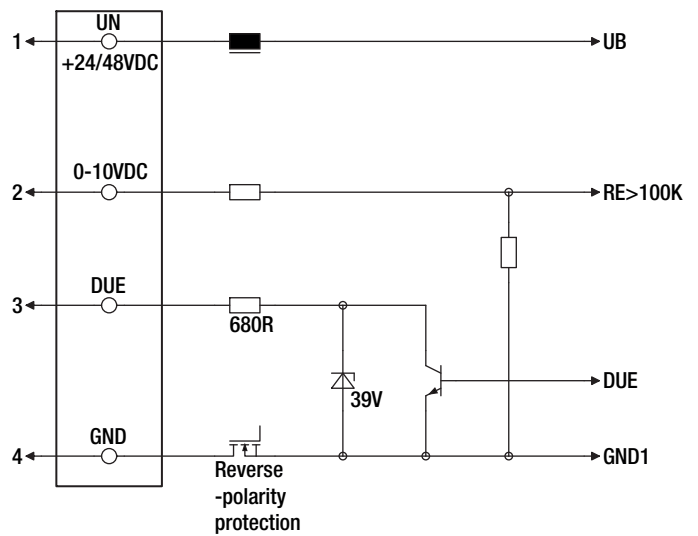 UN
1
UB
+24/48VDC
0-10VDC
2
RE>100K
DUE
3
680R
39V
DUE
GND
4
GND1
Reverse
-polarity
protection